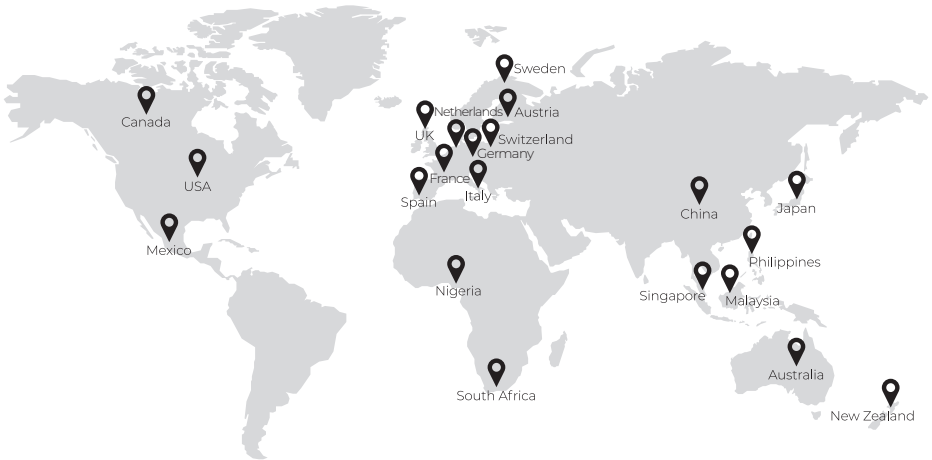 Sweden
Canada
Netherlands
Austria
UK
Switzerland
Germany
France
USA
Italy
Spain
China
Japan
Mexico
Philippines
Nigeria
Singapore
Malaysia
Australia
South Africa
New Zealand